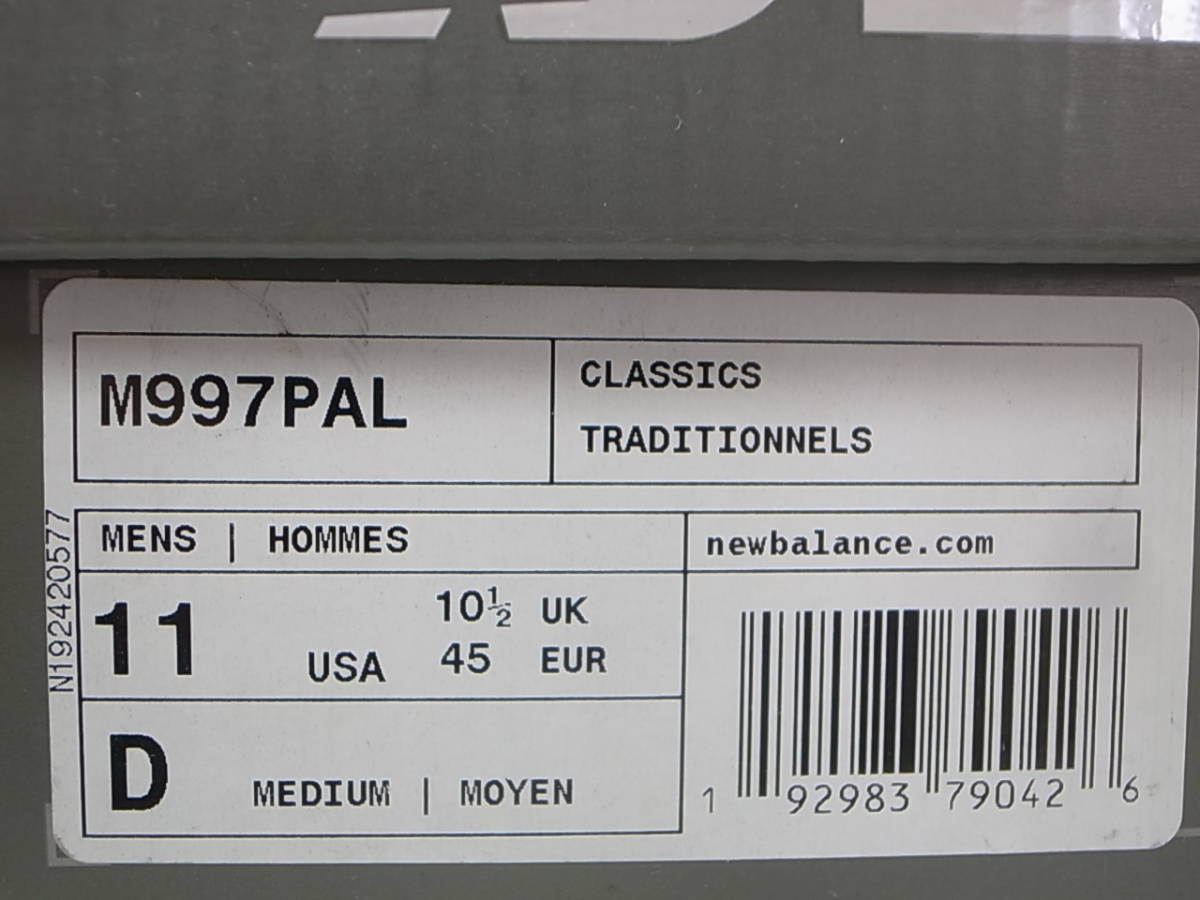 M997PAL
CLASSICS
TRADITIONNELS
MENS | HOMMES
newbalance.com
11 USA
10½ UK
45 EUR
D MEDIUM | MOYEN
N192420577
1 92983 79042 6